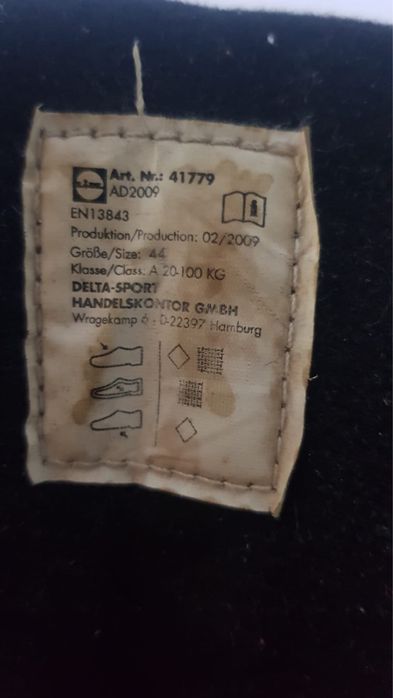 Art. Nr.: 41779
AD2009
EN13843
Produktion/Production: 02/2009
Größe/Size: 44
Klasse/Class. A 20-100 KG
DELTA-SPORT
HANDELSKONTOR GMBH
Wragekamp 6 · D-22397 Hamburg